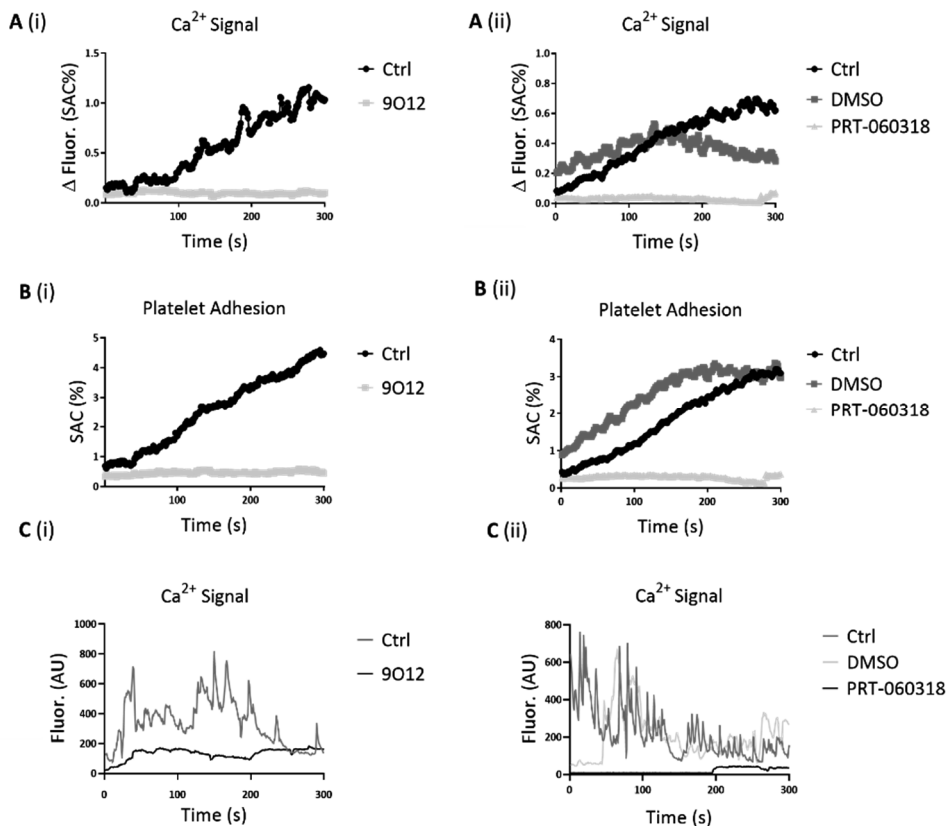 A (i)
Ca2+ Signal
Δ Fluor. (SAC%)
1.5
1.0
0.5
0.0
100
200
300
Time (s)
Ctrl
9O12
A (ii)
Ca2+ Signal
Δ Fluor. (SAC%)
1.0
0.8
0.6
0.4
0.2
0.0
0
100
200
300
Time (s)
Ctrl
DMSO
PRT-060318
B (i)
Platelet Adhesion
SAC (%)
5
4
3
2
1
0
100
200
300
Time (s)
Ctrl
9O12
B (ii)
Platelet Adhesion
SAC (%)
4
3
2
1
0
0
100
200
300
Time (s)
Ctrl
DMSO
PRT-060318
C (i)
Ca2+ Signal
Fluor. (AU)
1000
800
600
400
200
0
0
100
200
300
Time (s)
Ctrl
9O12
C (ii)
Ca2+ Signal
Fluor. (AU)
800
600
400
200
0
0
100
200
300
Time (s)
Ctrl
DMSO
PRT-060318